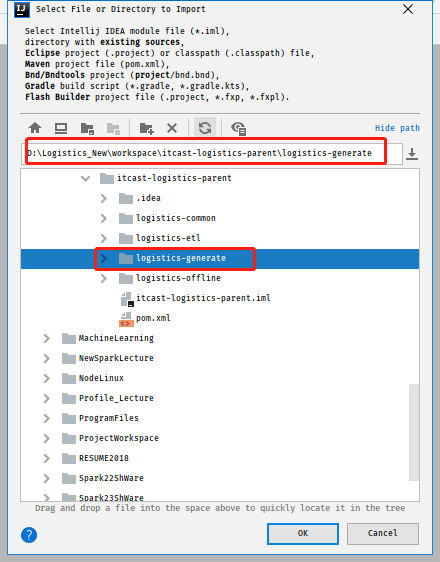 IJ Select File or Directory to Import
Select Intellij IDEA module file (*.iml),
directory with existing sources,
Eclipse project (.project) or classpath (.classpath) file,
Maven project file (pom.xml),
Bnd/Bndtools project (project/bnd.bnd),
Gradle build script (*.gradle, *.gradle.kts),
Flash Builder project file (.project, *.fxp, *.fxpl).
Hide path
D:\Logistics_New\workspace\itcast-logistics-parent\logistics-generate
itcast-logistics-parent
.idea
logistics-common
logistics-etl
logistics-generate
logistics-offline
itcast-logistics-parent.iml
pom.xml
MachineLearning
NewSparkLecture
NodeLinux
Profile_Lecture
ProgramFiles
ProjectWorkspace
RESUME2018
Spark22ShWare
Spark23ShWare
Drag and drop a file into the space above to quickly locate it in the tree
? OK Cancel